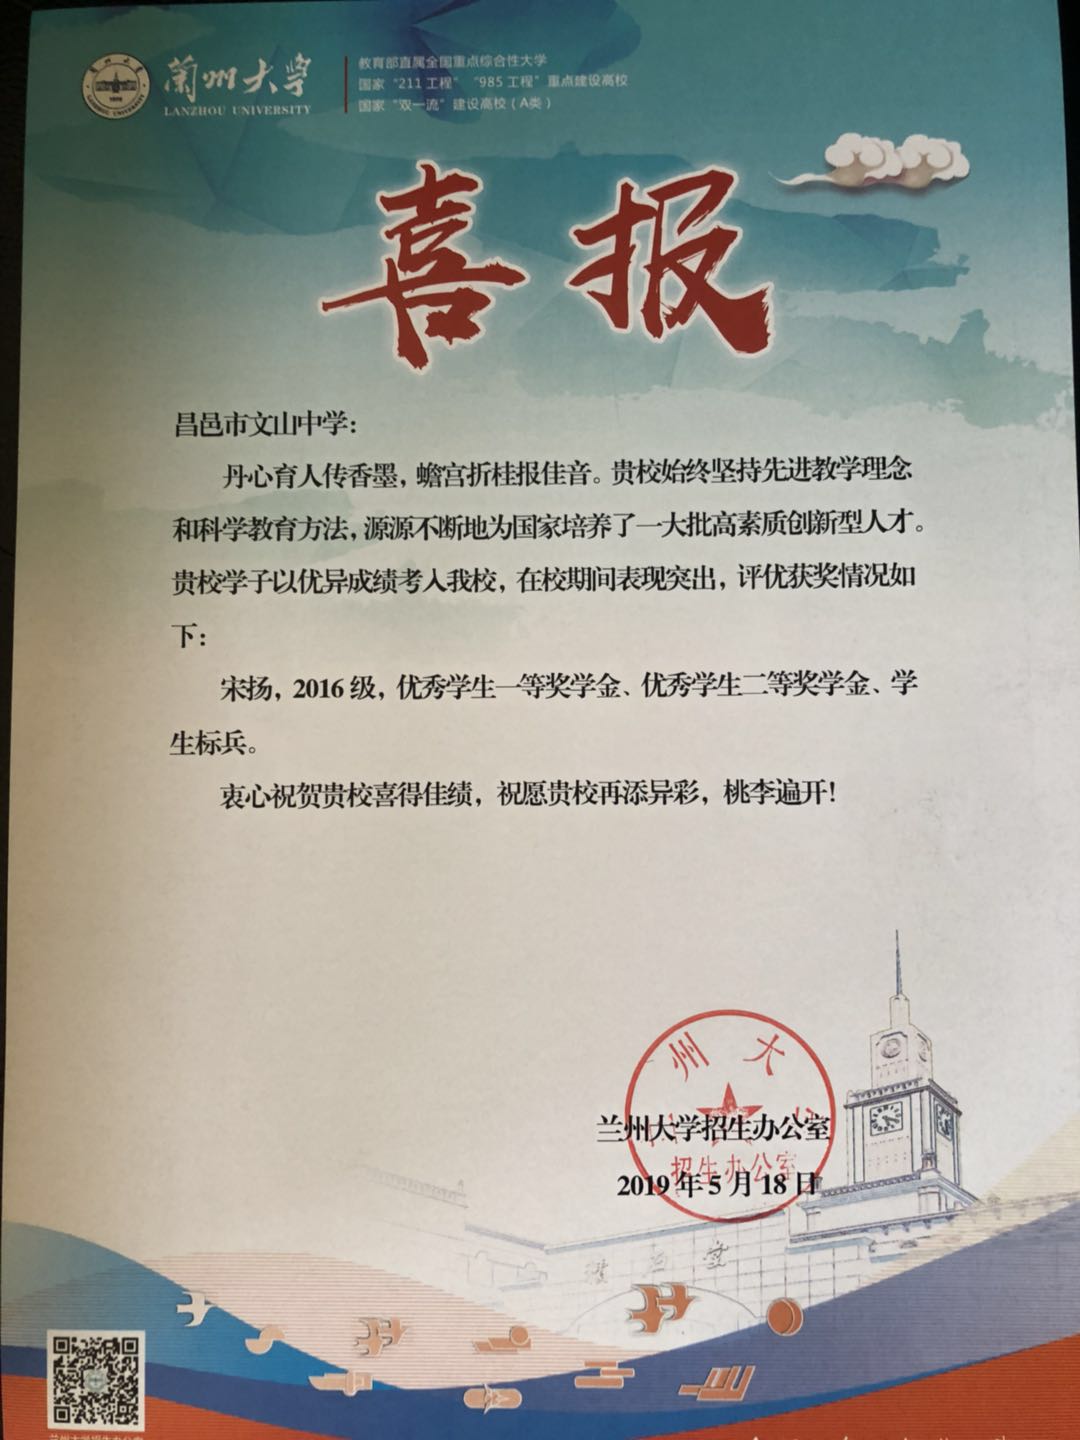 兰州大学
LANZHOU UNIVERSITY
教育部直属全国重点综合性大学
国家“211工程”“985工程”重点建设高校
国家“双一流”建设高校（A类）
喜报
昌邑市文山中学：
丹心育人传香墨，蟾宫折桂报佳音。贵校始终坚持先进教学理念
和科学教育方法，源源不断地为国家培养了一大批高素质创新型人才。
贵校学子以优异成绩考入我校，在校期间表现突出，评优获奖情况如
下：
宋扬，2016级，优秀学生一等奖学金、优秀学生二等奖学金、学
生标兵。
衷心祝贺贵校喜得佳绩，祝愿贵校再添异彩，桃李遍开！
州大
兰州大学招生办公室
招生办公室
2019年5月18日